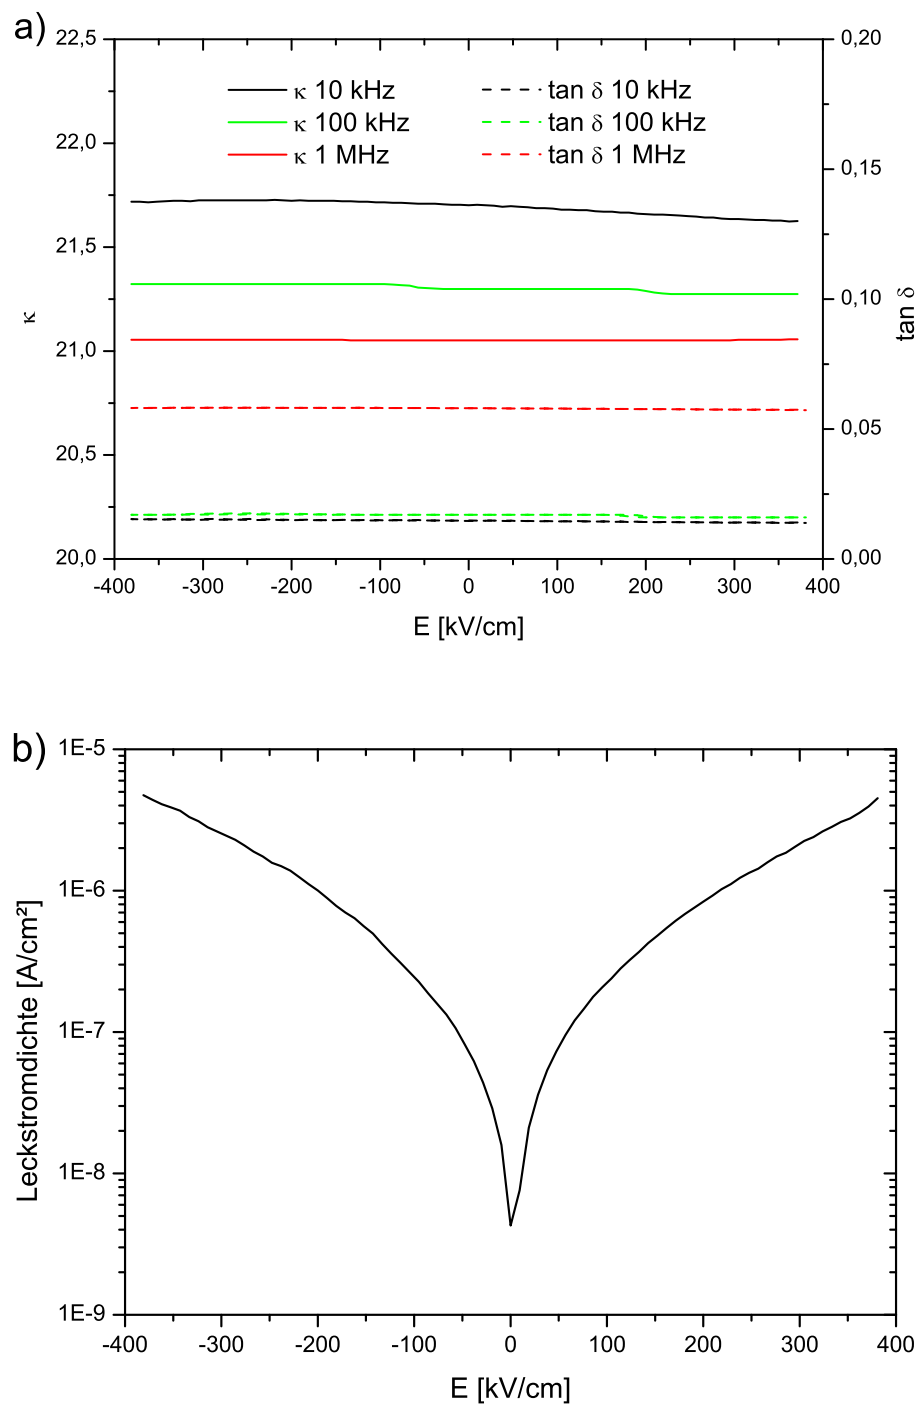 a)
22,5
22,0
21,5
21,0
20,5
20,0
κ
κ 10 kHz
κ 100 kHz
κ 1 MHz
tan δ 10 kHz
tan δ 100 kHz
tan δ 1 MHz
0,20
0,15
0,10
0,05
0,00
tan δ
-400 -300 -200 -100 0 100 200 300 400
E [kV/cm]
b)
1E-5
1E-6
1E-7
1E-8
1E-9
Leckstromdichte [A/cm²]
-400 -300 -200 -100 0 100 200 300 400
E [kV/cm]